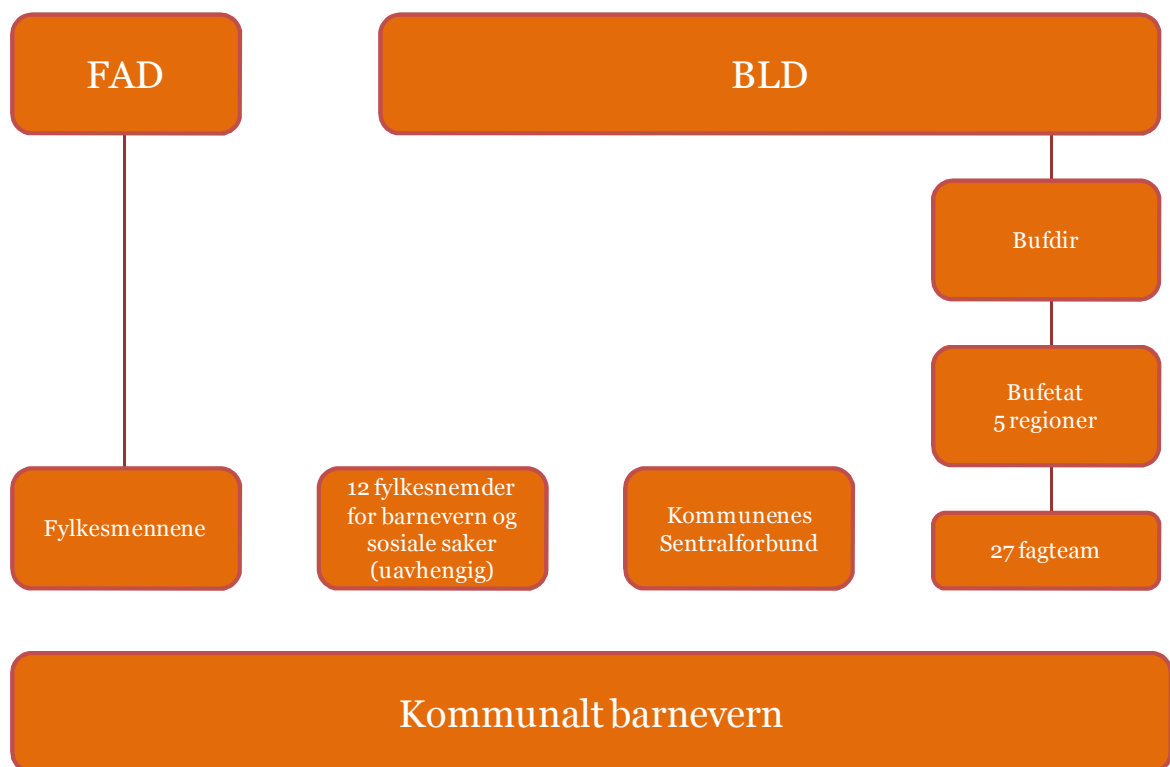 FAD
BLD
Bufdir
Bufetat
5 regioner
Fylkesmennene
12 fylkesnemder
for barnevern og
sosiale saker
(uavhengig)
Kommunenes
Sentralforbund
27 fagteam
Kommunalt barnevern